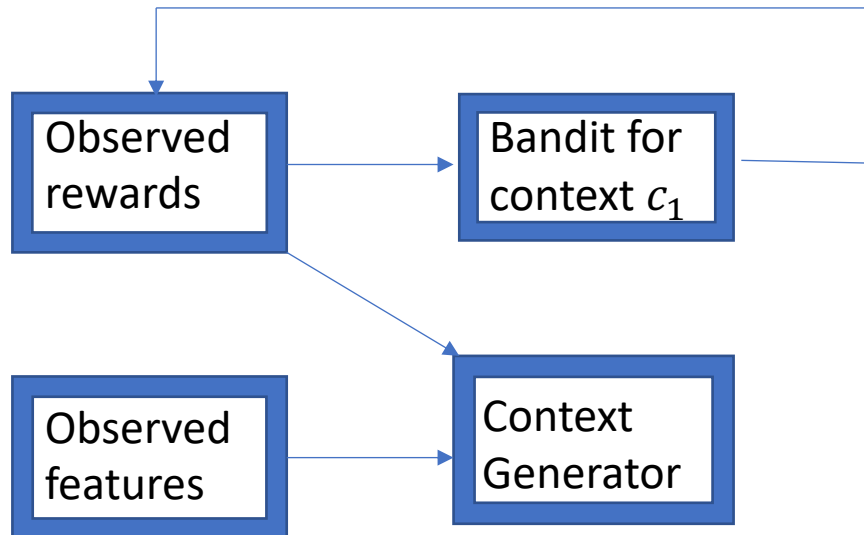 Observed
rewards
Bandit for
context c₁
Observed
features
Context
Generator